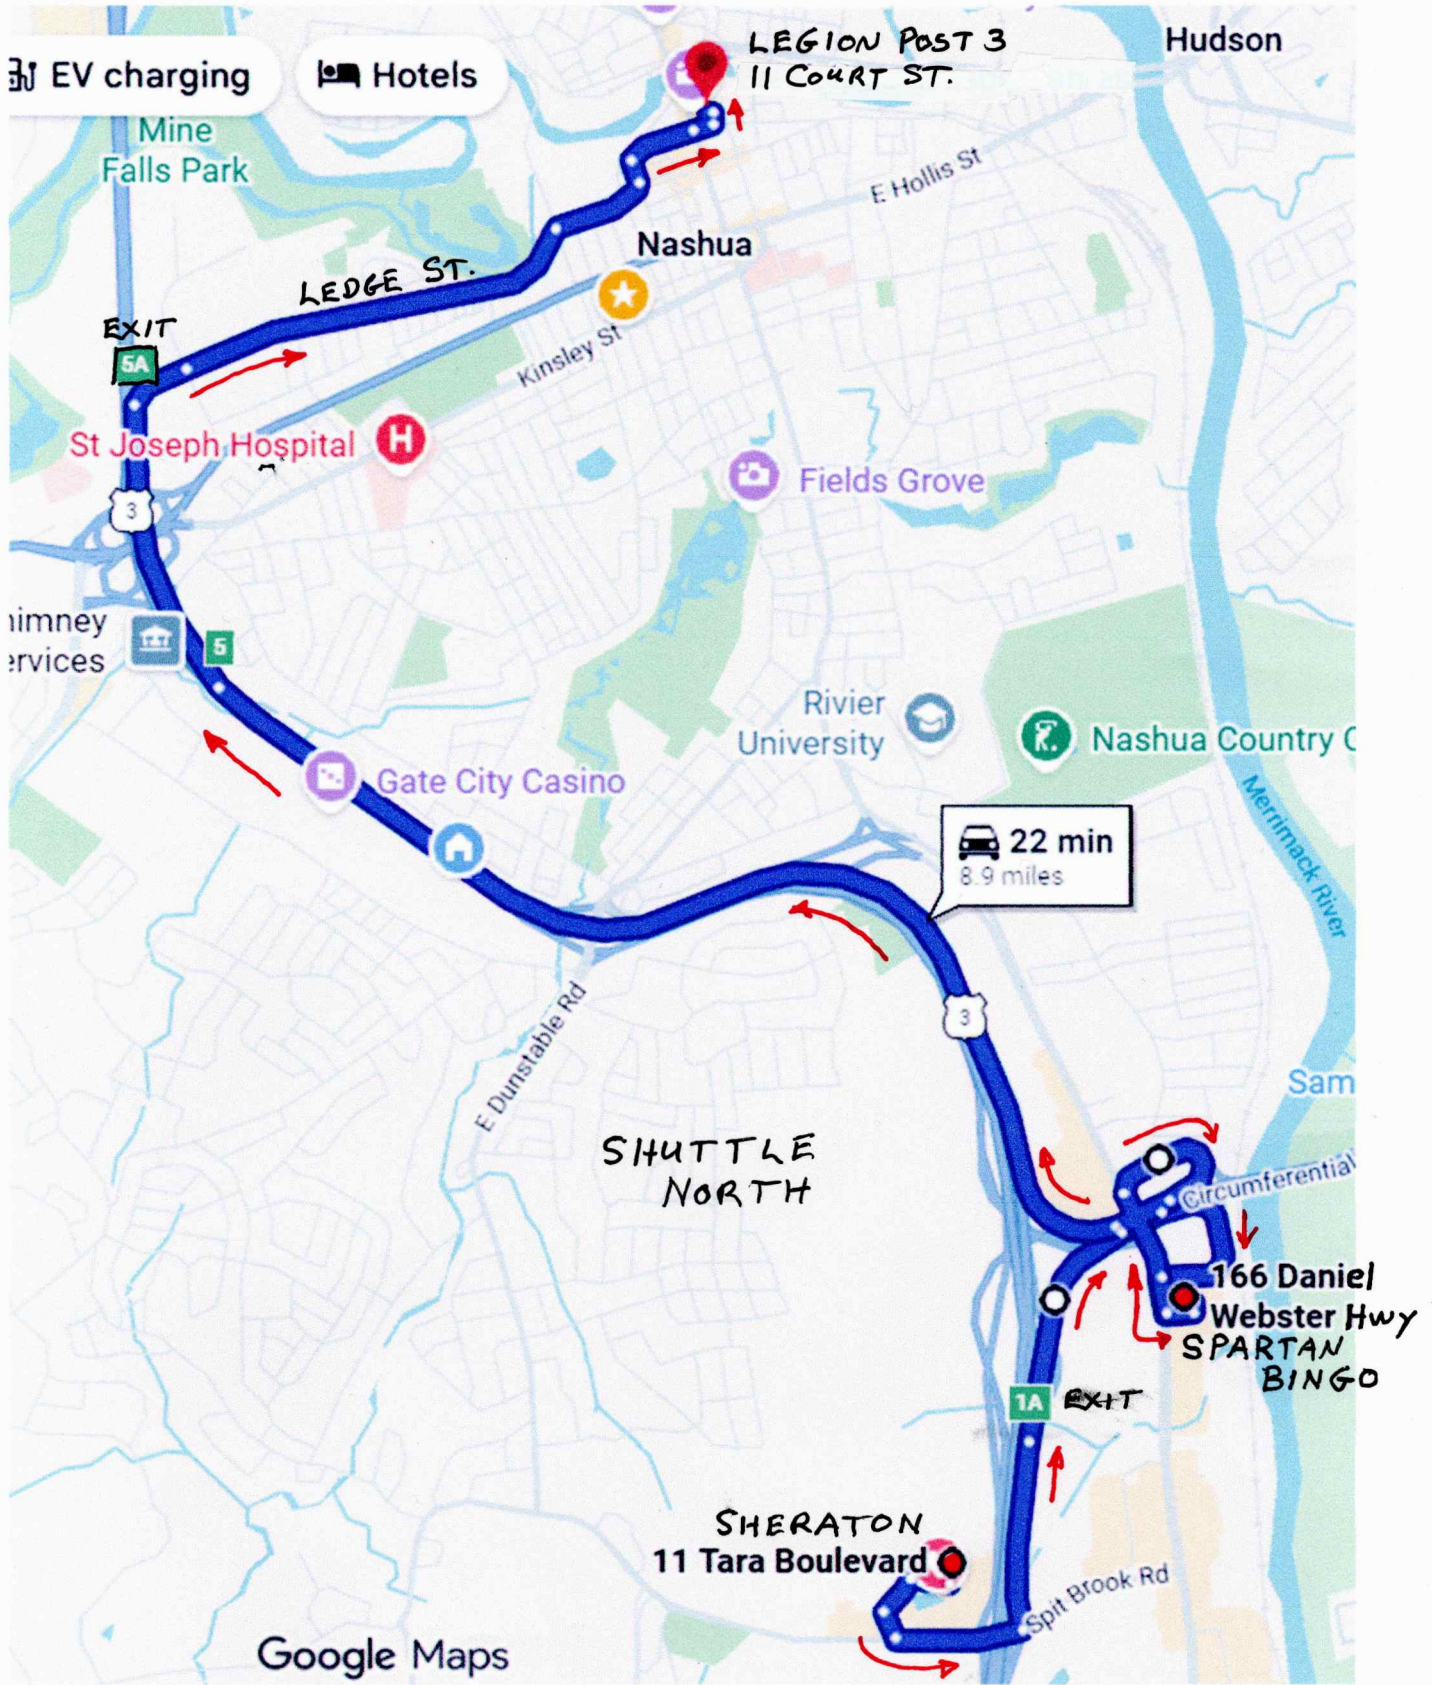 LEGION POST 3
11 COURT ST.
Hudson
EV charging
Hotels
Mine
Falls Park
E Hollis St
Nashua
LEDGE ST.
EXIT
5A
Kinsley St
St Joseph Hospital
H
Fields Grove
3
himney
ervices
5
Rivier
University
Nashua Country C
Gate City Casino
Merrimack River
22 min
8.9 miles
3
E Dunstable Rd
Sam
SHUTTLE
NORTH
Circumferential
166 Daniel
Webster HWY
SPARTAN
BINGO
1A EXIT
SHERATON
11 Tara Boulevard
Spit Brook Rd
Google Maps